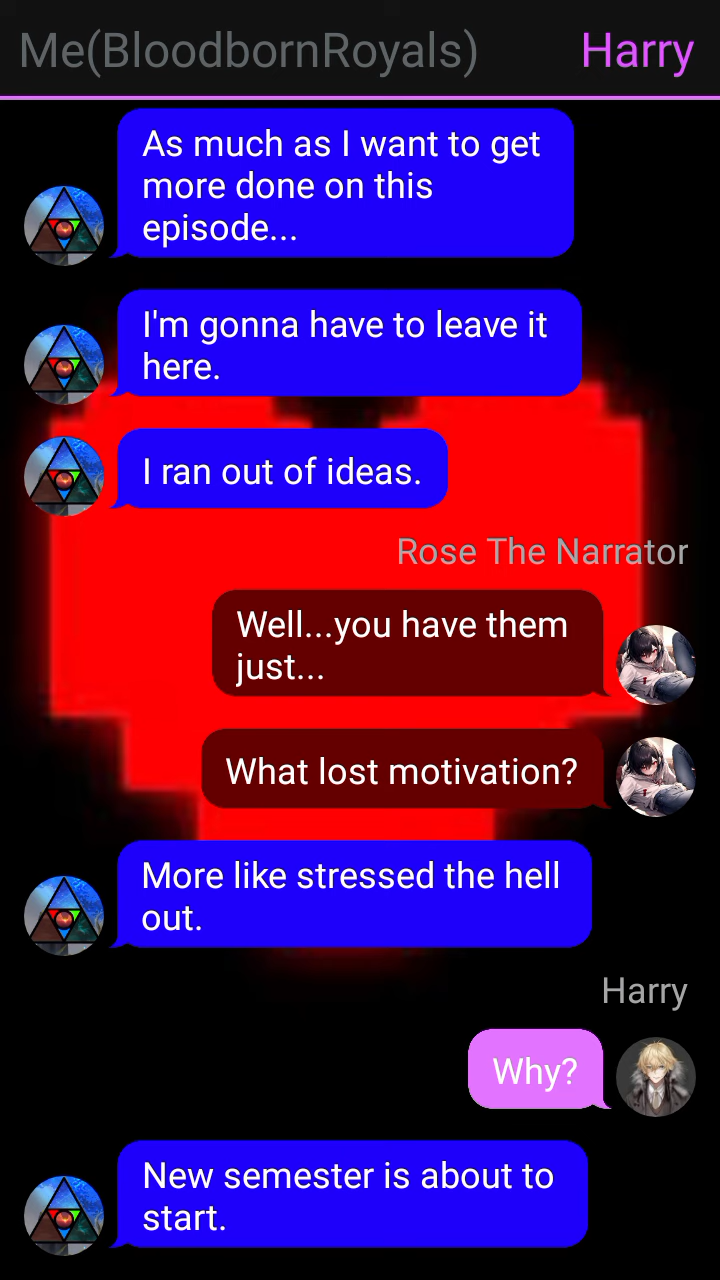 Me(BloodbornRoyals) Harry
As much as I want to get
more done on this
episode...
I'm gonna have to leave it
here.
I ran out of ideas.
Rose The Narrator
Well...you have them
just...
What lost motivation?
More like stressed the hell
out.
Harry
Why?
New semester is about to
start.